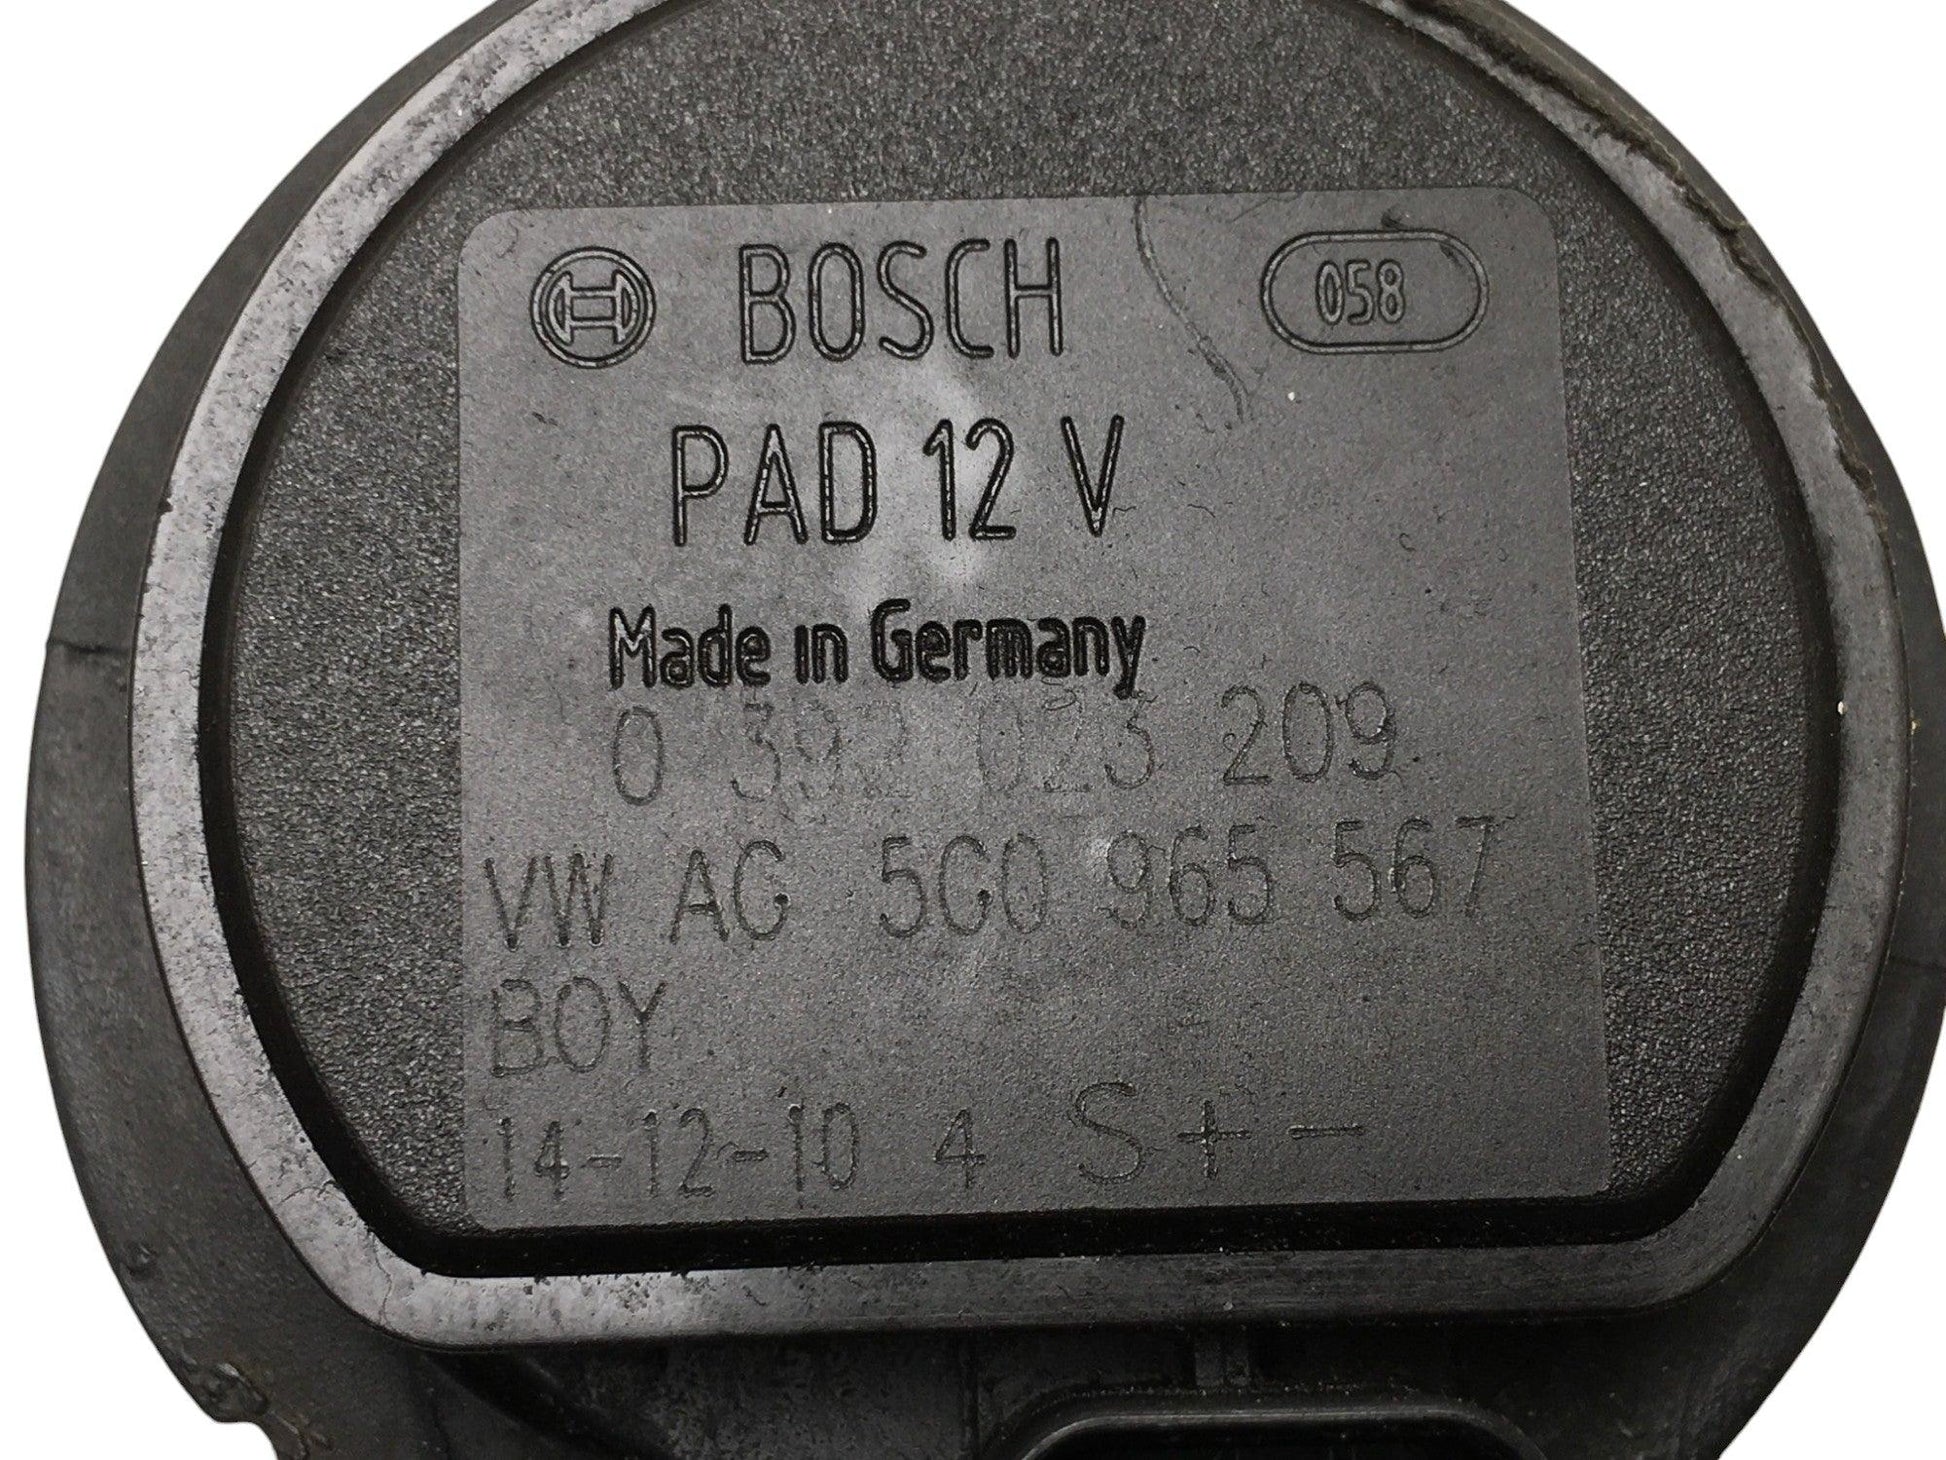 BOSCH 058
PAD 12 V
Made in Germany
0 392 023 209
VW AG 5G0 965 567
BOY
14-12-10 4 S + -